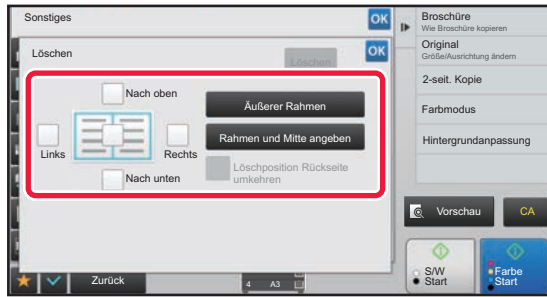 Sonstiges
OK
Löschen
Löschen
OK
Nach oben
Links
Rechts
Nach unten
Äußerer Rahmen
Rahmen und Mitte angeben
Löschposition Rückseite
umkehren
Zurück
4 A3
Broschüre
Wie Broschüre kopieren
Original
Größe/Ausrichtung ändern
2-seit. Kopie
Farbmodus
Hintergrundanpassung
Vorschau
CA
S/W
Start
Farbe
Start